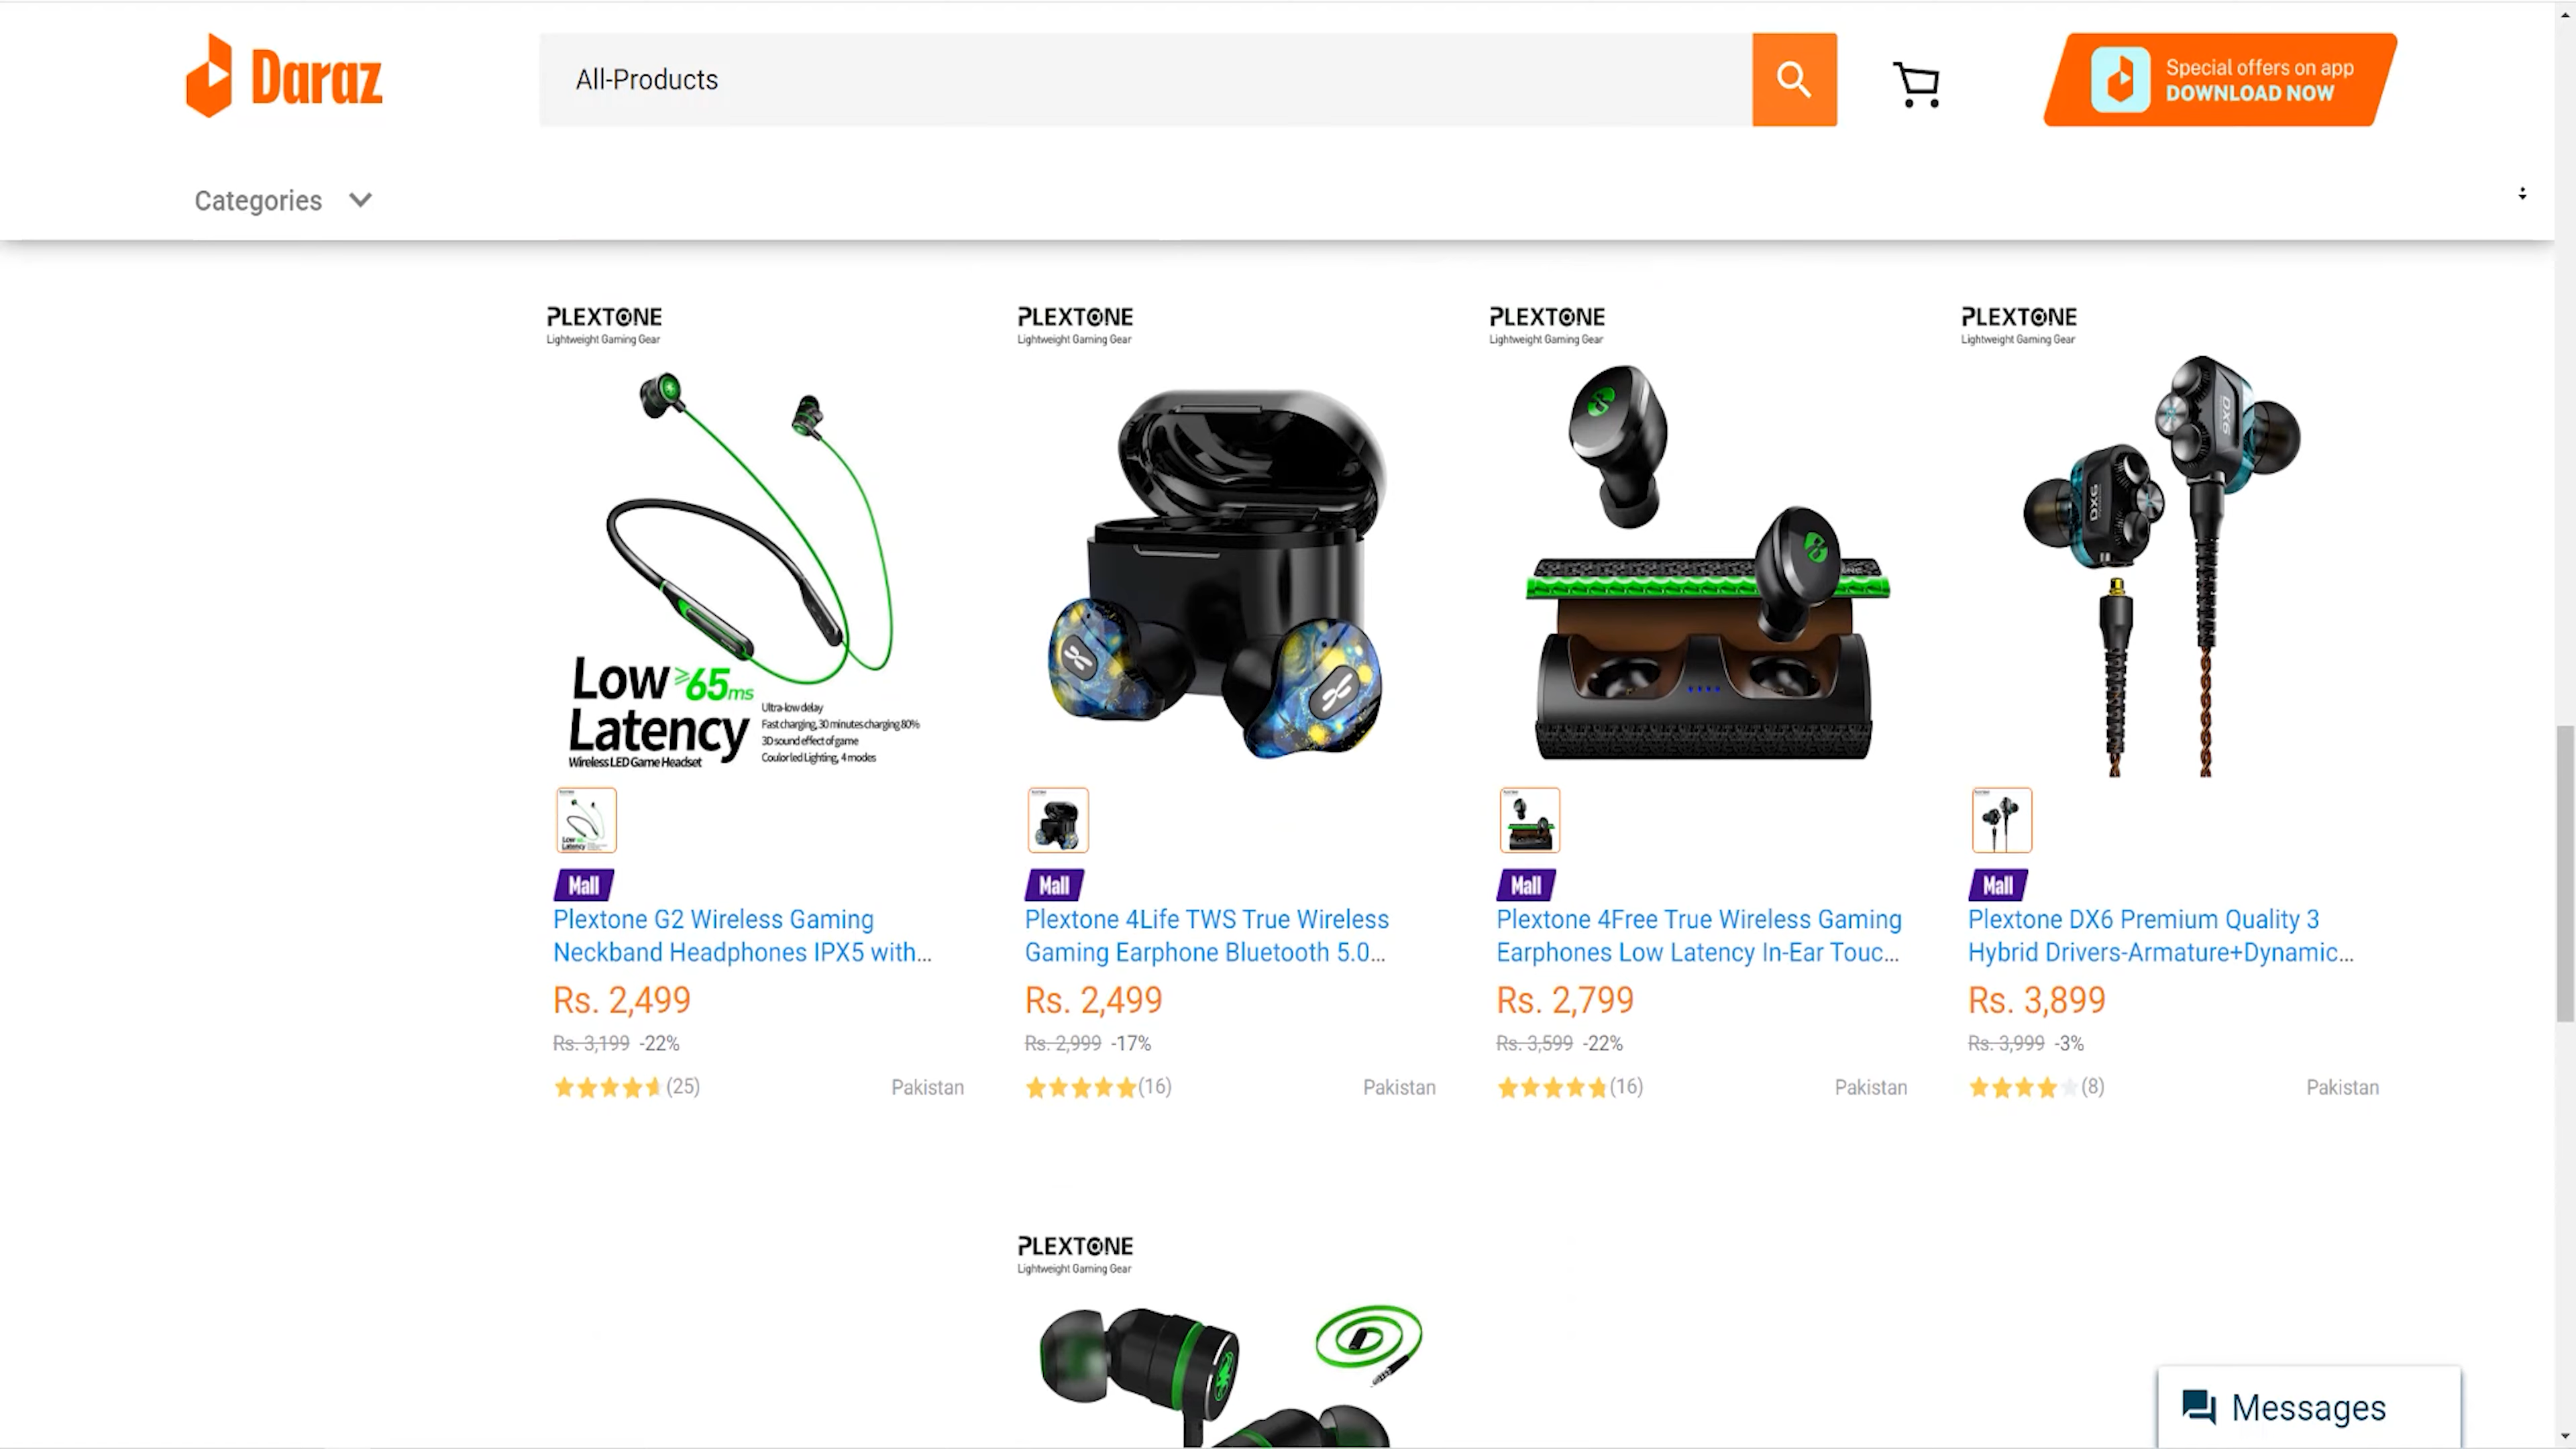 Daraz
All-Products
Special offers on app
DOWNLOAD NOW
Categories
PLEXTONE
Lightweight Gaming Gear
Low ≥65ms
Latency
Wireless LED Game Headset
Ultra-low delay
Fast charging, 30 minutes charging 80%
3D sound effect of game
Coulor led Lighting, 4 modes
Mall
Plextone G2 Wireless Gaming
Neckband Headphones IPX5 with...
Rs. 2,499
Rs. 3,199 -22%
(25) Pakistan
PLEXTONE
Lightweight Gaming Gear
Mall
Plextone 4Life TWS True Wireless
Gaming Earphone Bluetooth 5.0...
Rs. 2,499
Rs. 2,999 -17%
(16) Pakistan
PLEXTONE
Lightweight Gaming Gear
Mall
Plextone 4Free True Wireless Gaming
Earphones Low Latency In-Ear Touc...
Rs. 2,799
Rs. 3,599 -22%
(16) Pakistan
PLEXTONE
Lightweight Gaming Gear
DX6
DX6
Mall
Plextone DX6 Premium Quality 3
Hybrid Drivers-Armature+Dynamic...
Rs. 3,899
Rs. 3,999 -3%
(8) Pakistan
PLEXTONE
Lightweight Gaming Gear
Messages